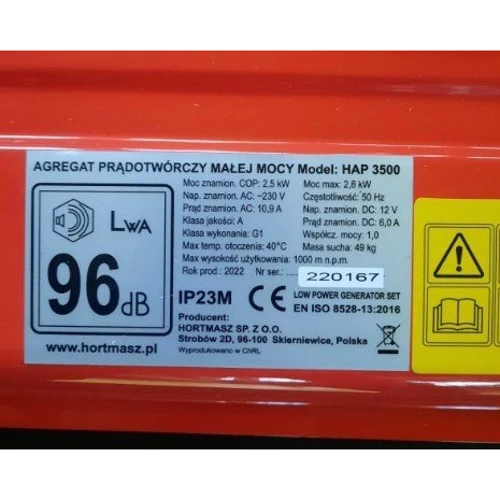 AGREGAT PRĄDOTWÓRCZY MAŁEJ MOCY Model: HAP 3500
Moc znamion. COP: 2,5 kW Moc max: 2,8 kW
Nap. znamion. AC: ~230 V Częstotliwość: 50 Hz
Prąd znamion. AC: 10,9 A Nap. znamion. DC: 12 V
Klasa jakości: A Prąd znamion. DC: 6,0 A
Klasa wykonania: G1 Współcz. mocy: 1,0
Max temp. otoczenia: 40°C Masa sucha: 49 kg
Max wysokość użytkowania: 1000 m n.p.m.
Rok prod.: 2022 Nr ser.: ..... 220167
LWA
96 dB
www.hortmasz.pl
IP23M CE LOW POWER GENERATOR SET
EN ISO 8528-13:2016
Producent:
HORTMASZ SP. Z O.O.
Strobów 2D, 96-100 Skierniewice, Polska
Wyprodukowano w ChRL